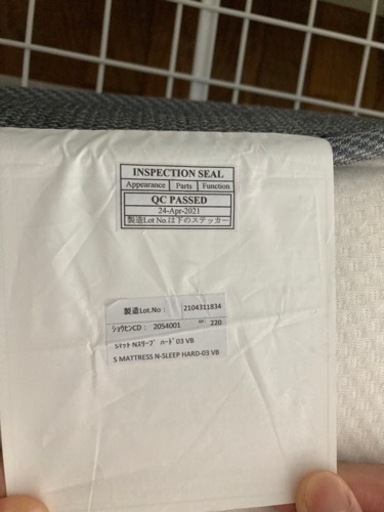 INSPECTION SEAL
Appearance Parts Function
QC PASSED
24-Apr-2021
製造Lot No.は下のステッカー
製造Lot.No: 2104311834
ｼｮｳﾋﾝCD: 2054001 220
Sﾏｯﾄ Nｽﾘｰﾌﾟ ﾊｰﾄﾞ03 VB
S MATTRESS N-SLEEP HARD-03 VB